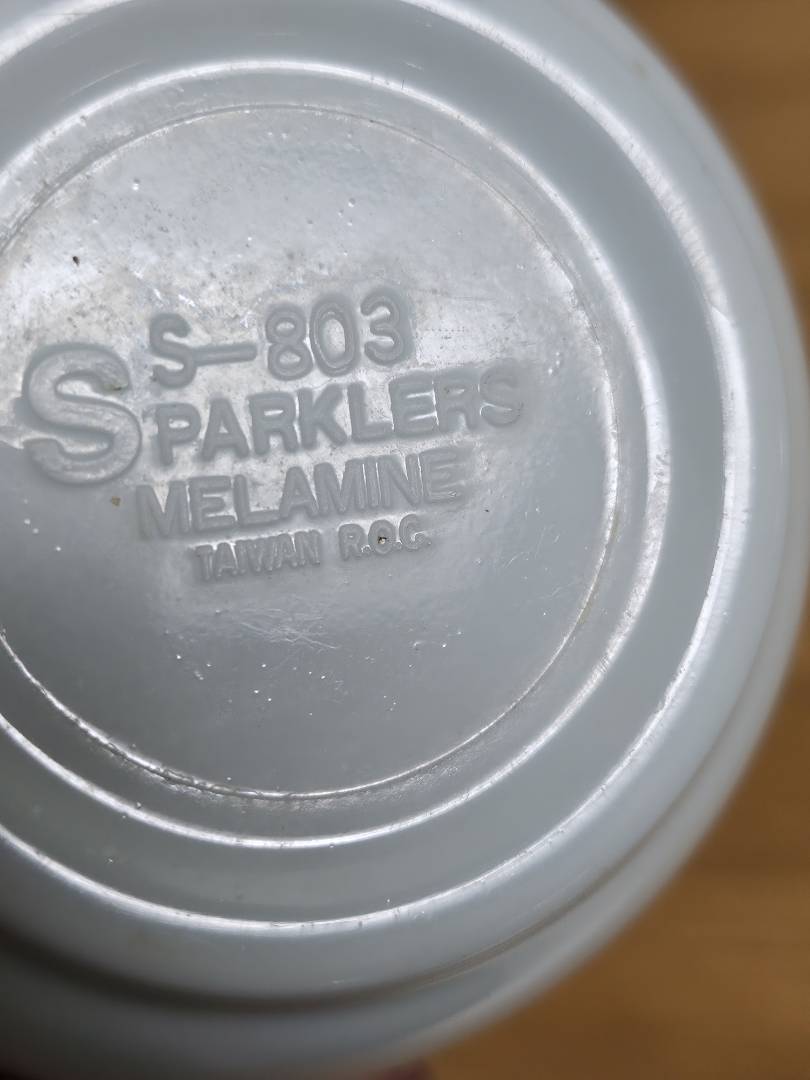 S-803
SPARKLERS
MELAMINE
TAIWAN R.O.C.